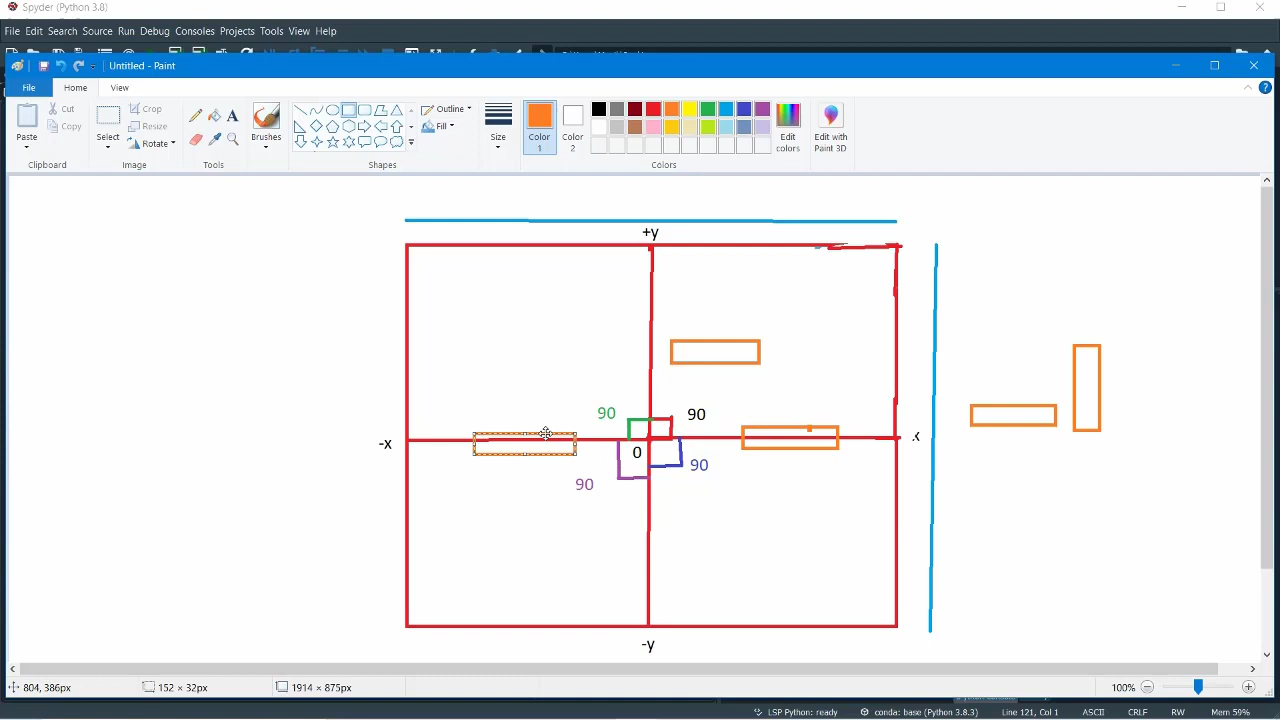 Spyder (Python 3.8)
File Edit Search Source Run Debug Consoles Projects Tools View Help
Untitled - Paint
File Home View
Paste
Cut
Copy
Clipboard
Select
Crop
Resize
Rotate
Image
A
Tools
Brushes
Outline
Fill
Shapes
Size
Color
1
Color
2
Edit
colors
Colors
Edit with
Paint 3D
+y
90
90
-x
.x
0
90
90
-y
804, 386px
152 × 32px
1914 × 875px
100%
LSP Python: ready
conda: base (Python 3.8.3)
Line 121, Col 1
ASCII
CRLF
RW
Mem 59%